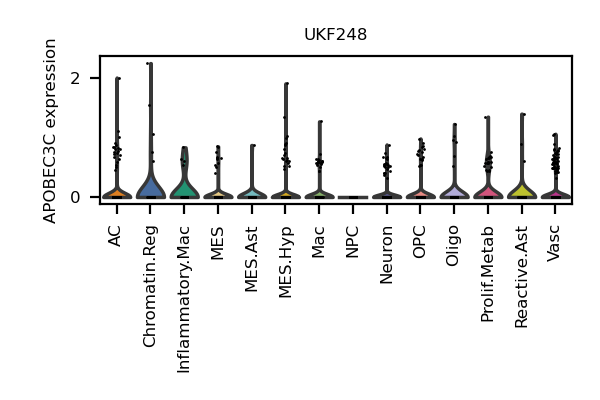 UKF248
APOBEC3C expression
2
0
AC
Chromatin.Reg
Inflammatory.Mac
MES
MES.Ast
MES.Hyp
Mac
NPC
Neuron
OPC
Oligo
Prolif.Metab
Reactive.Ast
Vasc